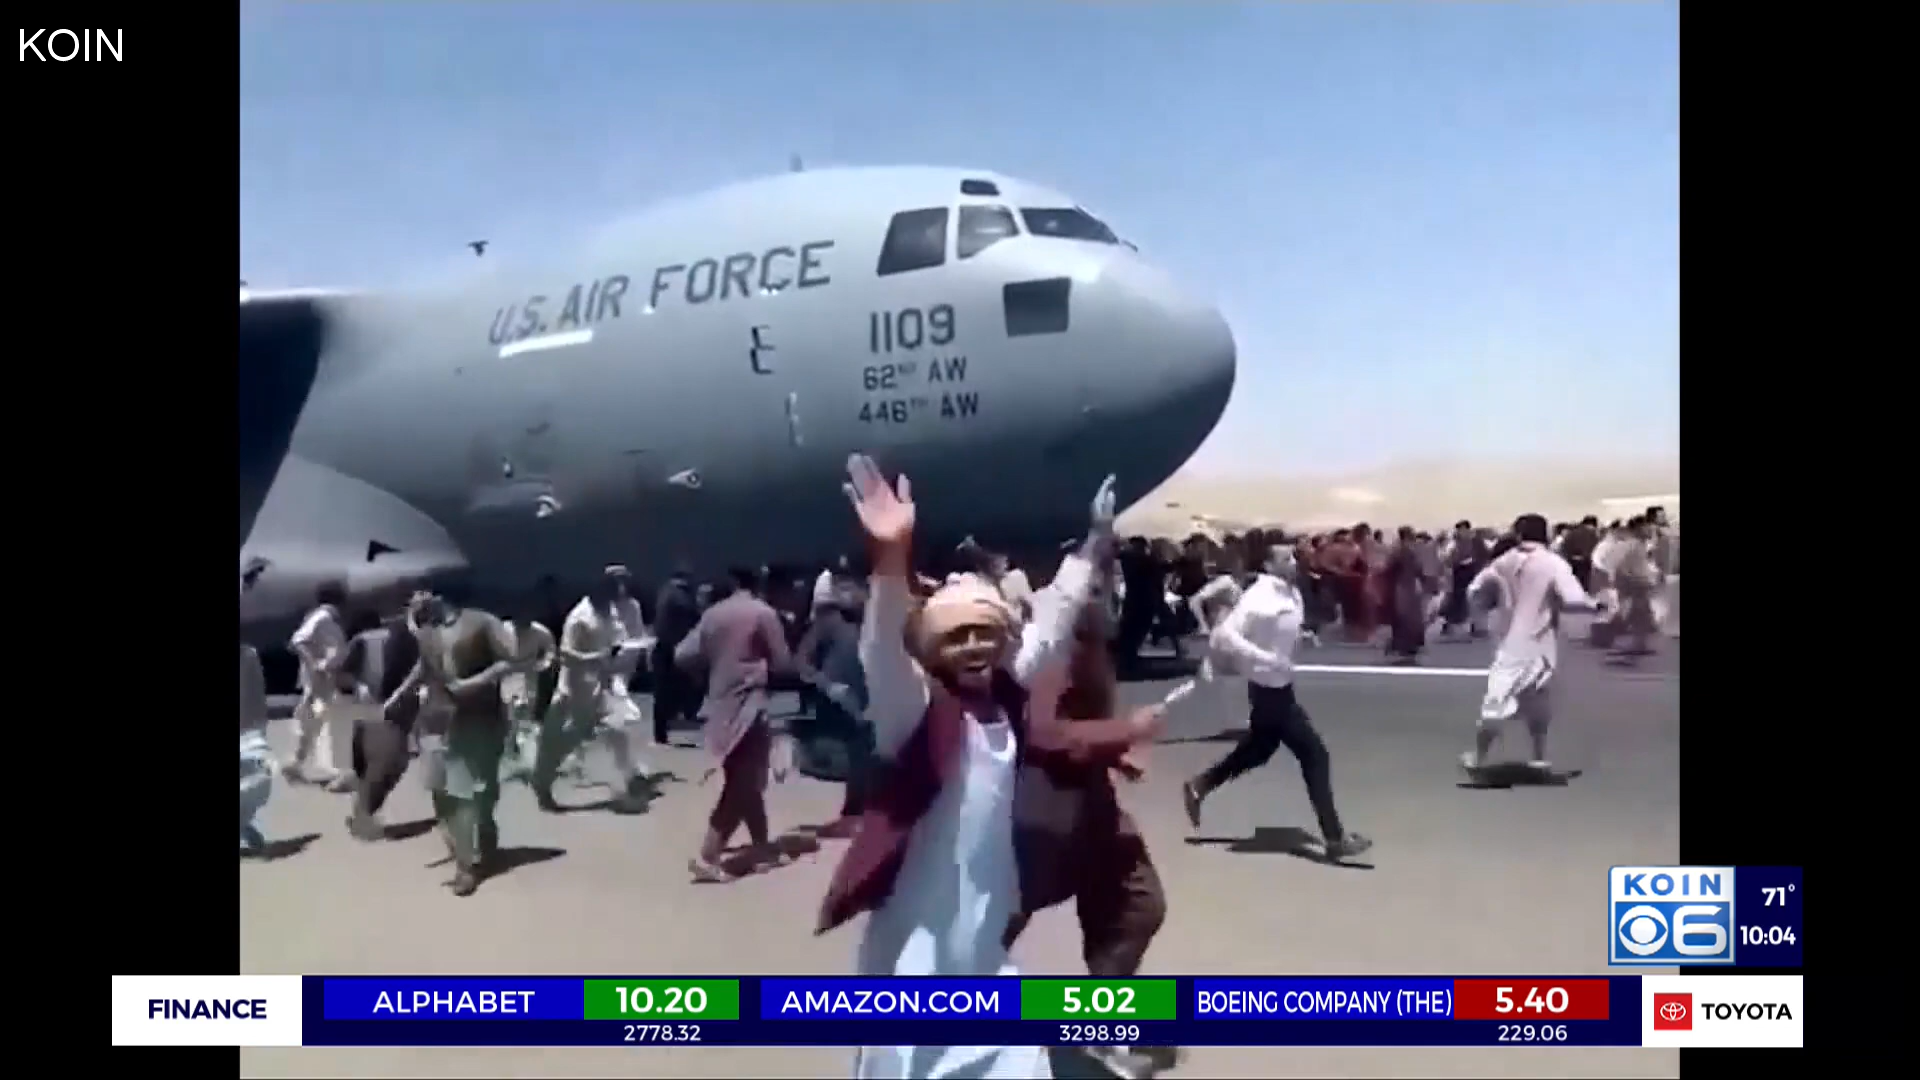 KOIN
U.S. AIR FORCE
1109
62ND AW
446TH AW
KOIN
6
71°
10:04
FINANCE
ALPHABET
10.20
2778.32
AMAZON.COM
5.02
3298.99
BOEING COMPANY (THE)
5.40
229.06
TOYOTA